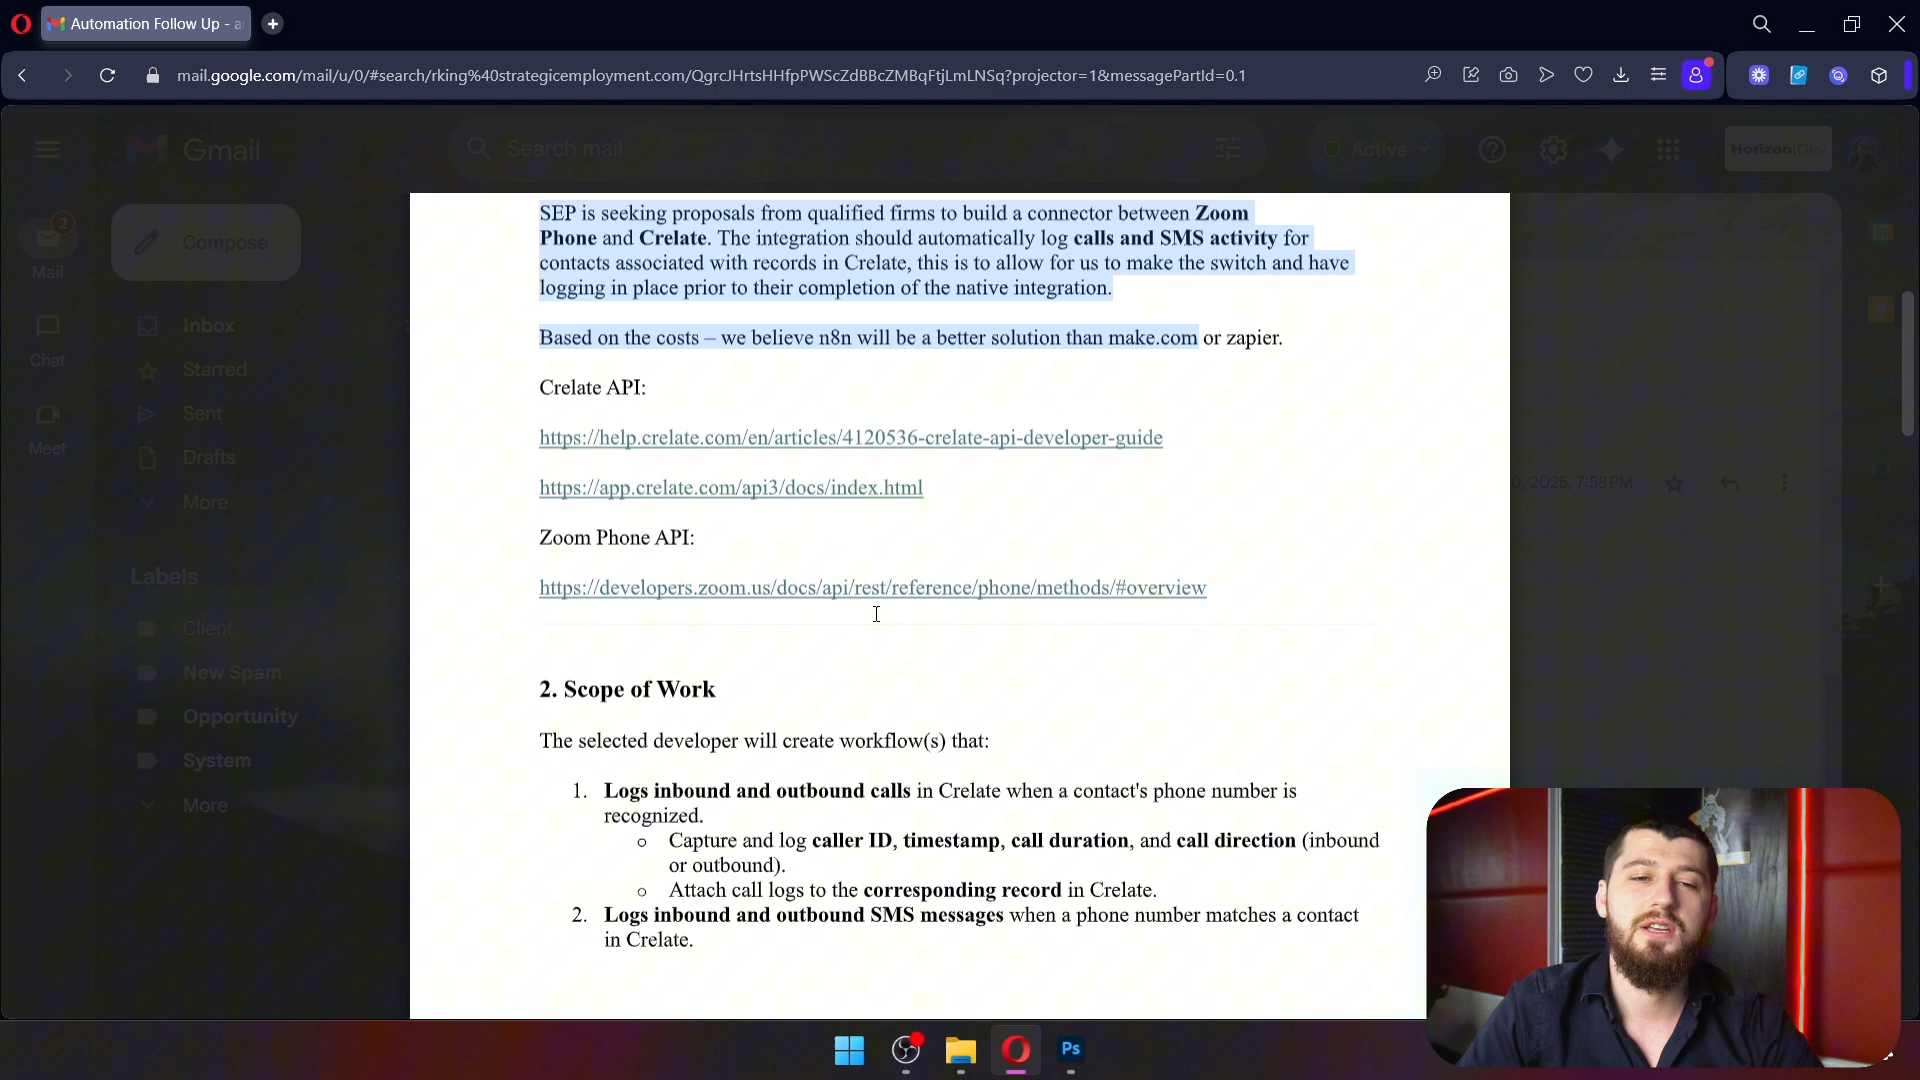 Automation Follow Up - a
mail.google.com/mail/u/0/#search/rking%40strategicemployment.com/QgrcJHrtsHHfpPWScZdBBcZMBqFtjLmLNSq?projector=1&messagePartId=0.1
Gmail
Search mail
Active
Horizon|Dev
2
Mail
Chat
Meet
Compose
Inbox
Starred
Sent
Drafts
More
Labels
Client
New Spam
Opportunity
System
More
SEP is seeking proposals from qualified firms to build a connector between Zoom
Phone and Crelate. The integration should automatically log calls and SMS activity for
contacts associated with records in Crelate, this is to allow for us to make the switch and have
logging in place prior to their completion of the native integration.
Based on the costs – we believe n8n will be a better solution than make.com or zapier.
Crelate API:
https://help.crelate.com/en/articles/4120536-crelate-api-developer-guide
https://app.crelate.com/api3/docs/index.html
Zoom Phone API:
https://developers.zoom.us/docs/api/rest/reference/phone/methods/#overview
0, 2025, 7:58 PM
2. Scope of Work
The selected developer will create workflow(s) that:
1. Logs inbound and outbound calls in Crelate when a contact's phone number is
recognized.
o Capture and log caller ID, timestamp, call duration, and call direction (inbound
or outbound).
o Attach call logs to the corresponding record in Crelate.
2. Logs inbound and outbound SMS messages when a phone number matches a contact
in Crelate.
Ps